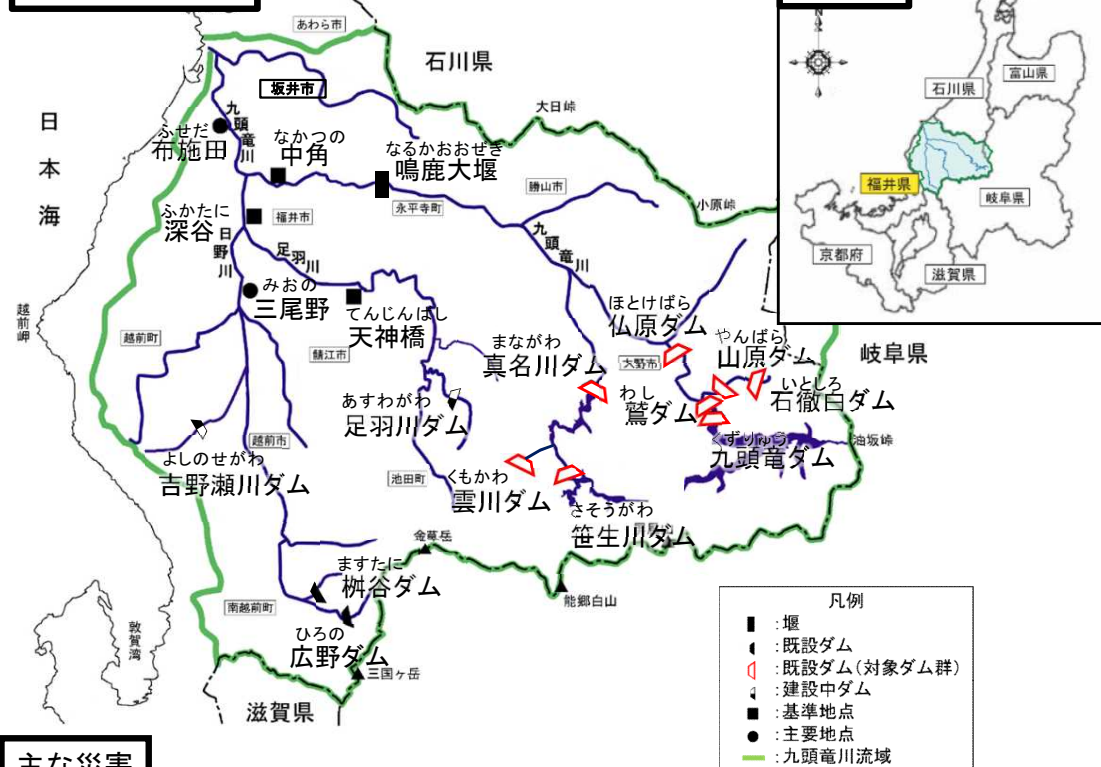 あわら市
石川県
坂井市
大日峠
日本海
九頭竜川
ふせだ
布施田
なかつの
中角
なるかおおぜき
鳴鹿大堰
勝山市
小原峠
永平寺町
ふかたに
深谷
福井市
日野川
足羽川
九頭竜川
みおの
三尾野
てんじんばし
天神橋
越前岬
越前町
鯖江市
ほとけばら
仏原ダム
まながわ
真名川ダム
大野市
やんばら
山原ダム
岐阜県
わし
鷲ダム
いとしろ
石徹白ダム
あすわがわ
足羽川ダム
くずりゅう
九頭竜ダム
油坂峠
越前市
よしのせがわ
吉野瀬川ダム
池田町
くもかわ
雲川ダム
さそうがわ
笹生川ダム
金草岳
能郷白山
ますたに
桝谷ダム
南越前町
ひろの
広野ダム
三国ヶ岳
敦賀湾
滋賀県
N
石川県
富山県
福井県
岐阜県
京都府
滋賀県
凡例
:堰
:既設ダム
:既設ダム(対象ダム群)
:建設中ダム
:基準地点
:主要地点
:九頭竜川流域
主な災害